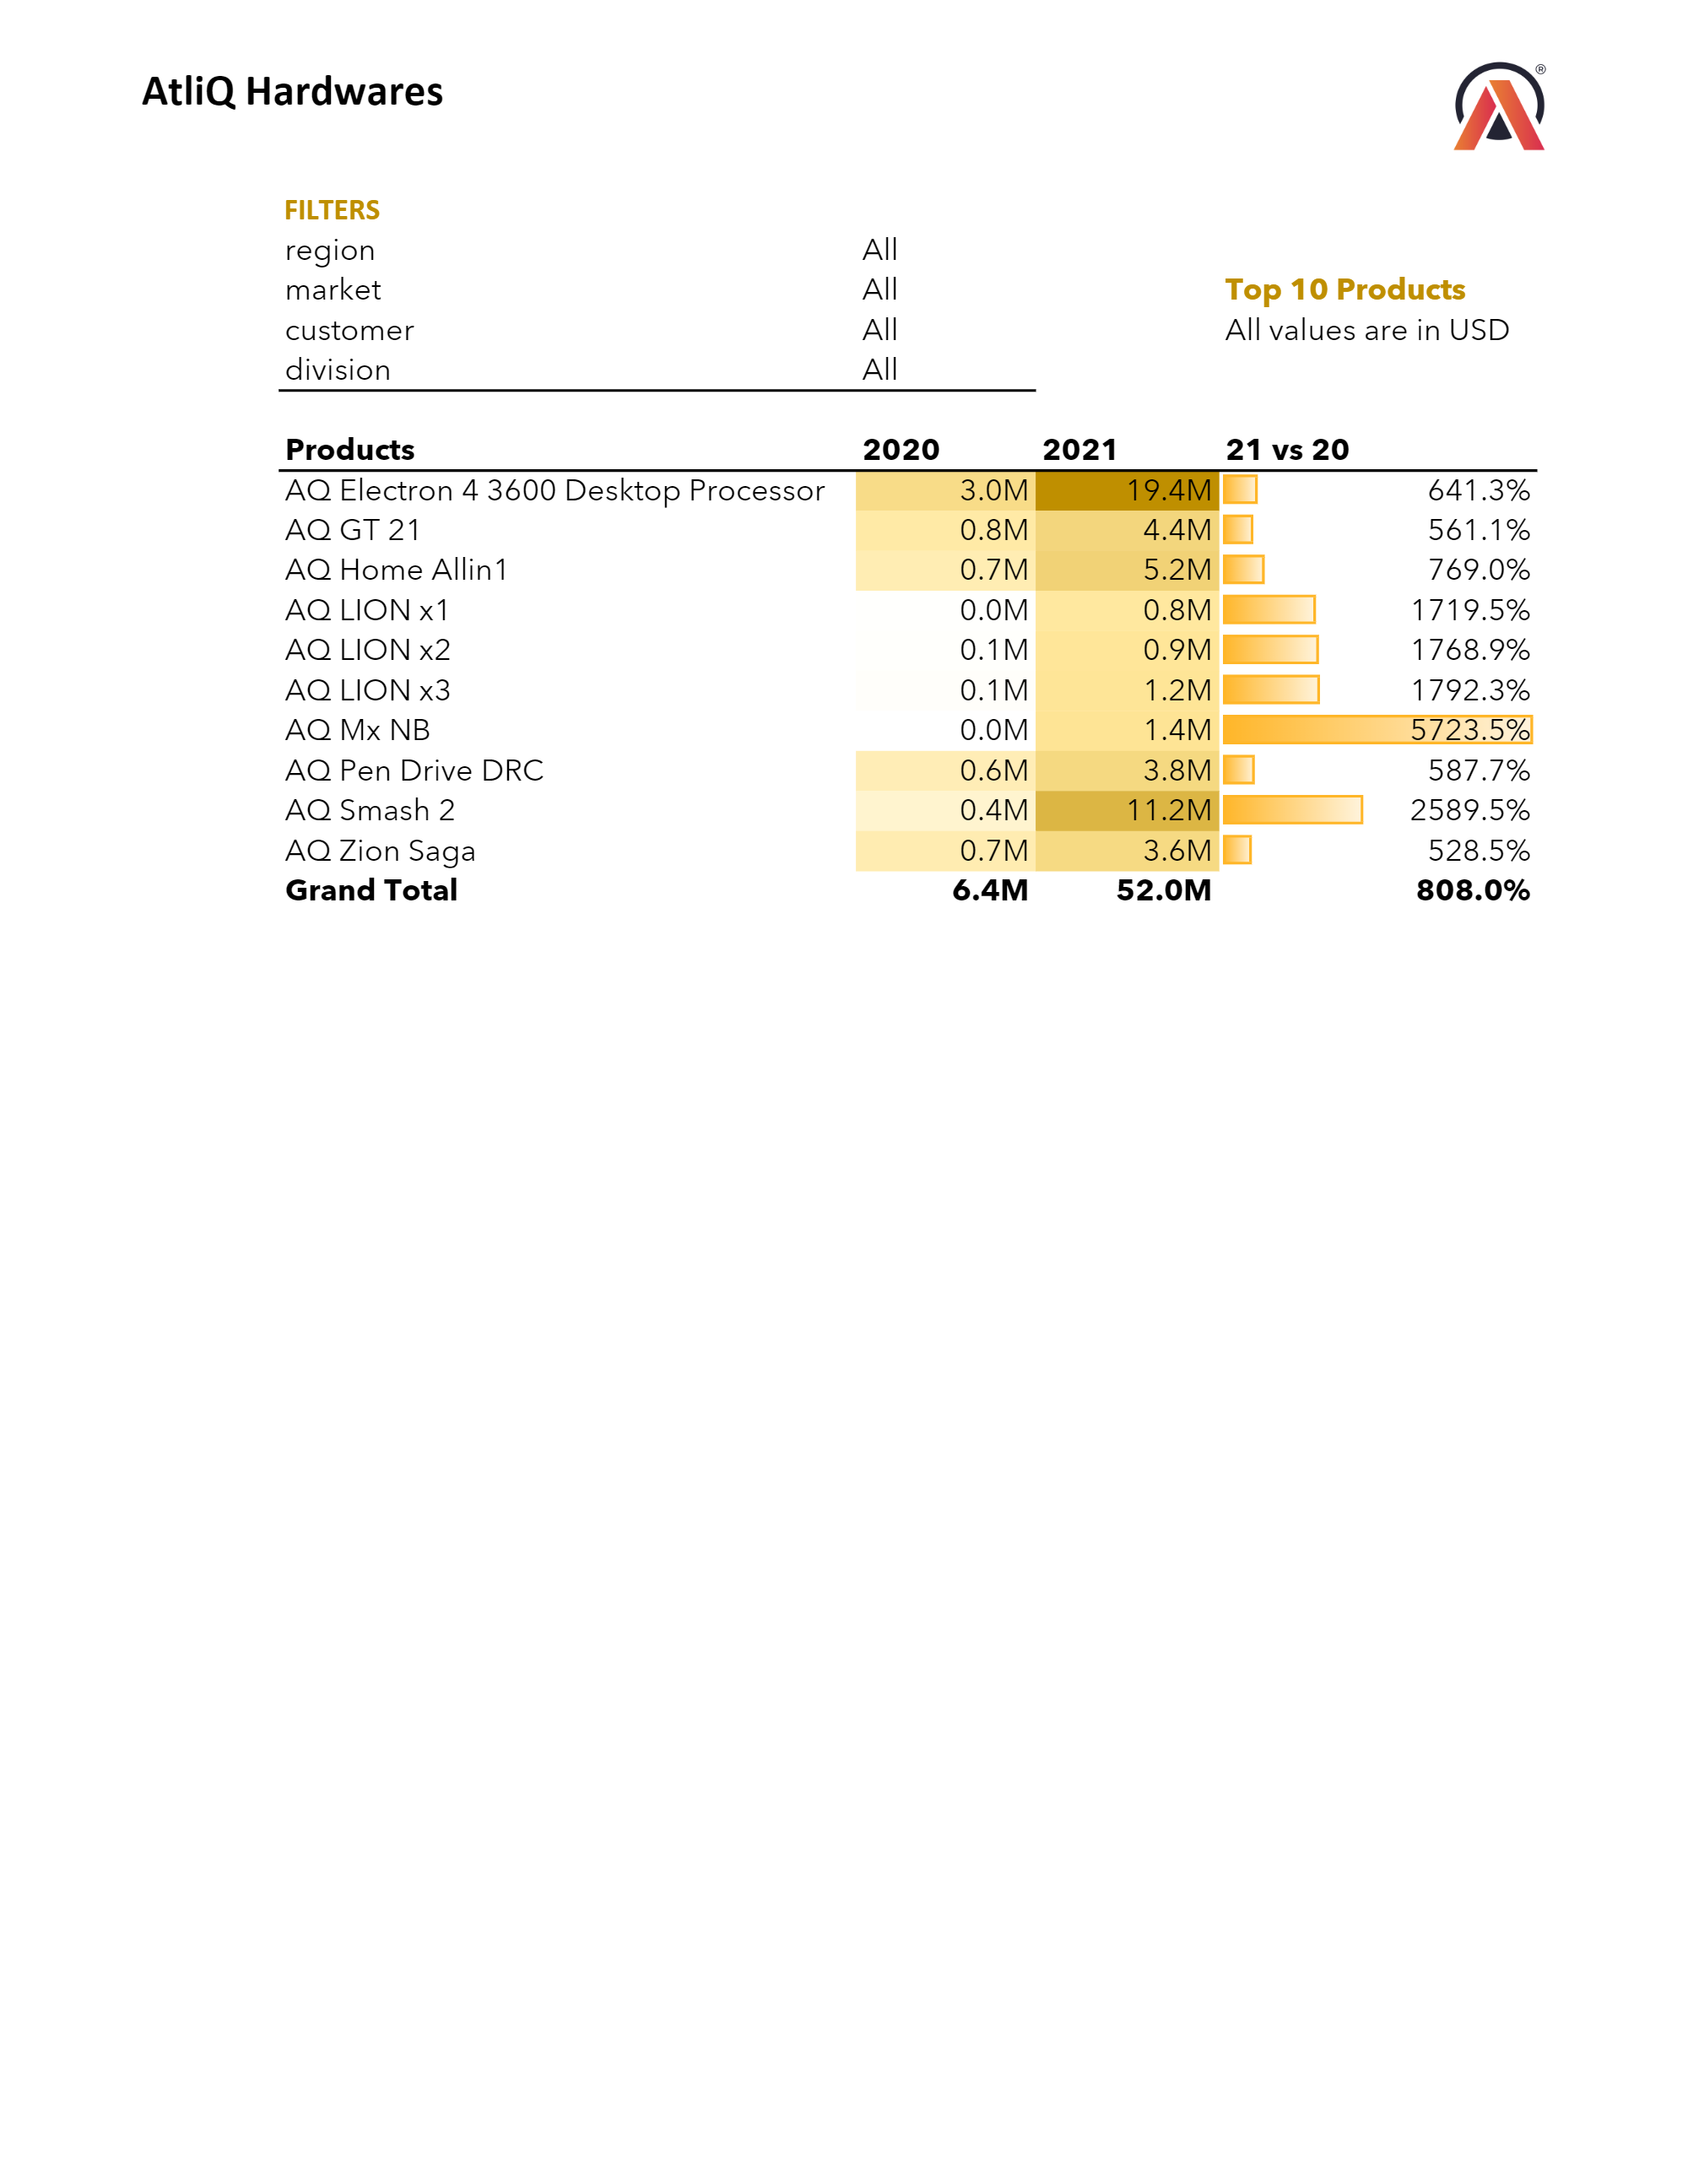 AtliQ Hardwares
®
FILTERS
region All
market All Top 10 Products
customer All All values are in USD
division All
Products 2020 2021 21 vs 20
AQ Electron 4 3600 Desktop Processor 3.0M 19.4M 641.3%
AQ GT 21 0.8M 4.4M 561.1%
AQ Home Allin1 0.7M 5.2M 769.0%
AQ LION x1 0.0M 0.8M 1719.5%
AQ LION x2 0.1M 0.9M 1768.9%
AQ LION x3 0.1M 1.2M 1792.3%
AQ Mx NB 0.0M 1.4M 5723.5%
AQ Pen Drive DRC 0.6M 3.8M 587.7%
AQ Smash 2 0.4M 11.2M 2589.5%
AQ Zion Saga 0.7M 3.6M 528.5%
Grand Total 6.4M 52.0M 808.0%